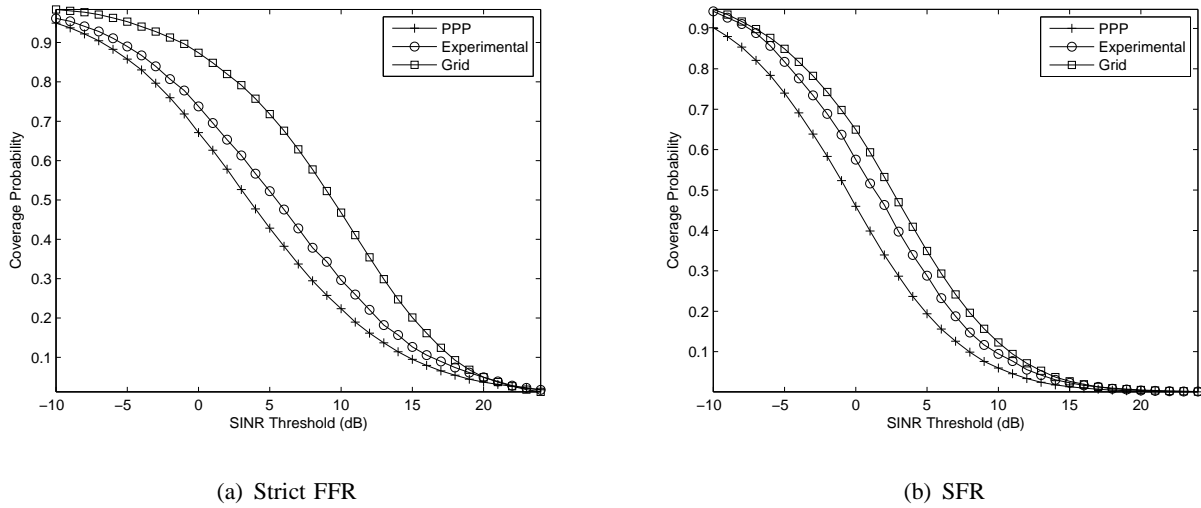 PPP
Experimental
Grid
0.9
0.8
0.7
0.6
0.5
0.4
0.3
0.2
0.1
Coverage Probability
−10 −5 0 5 10 15 20
SINR Threshold (dB)
(a) Strict FFR
PPP
Experimental
Grid
0.9
0.8
0.7
0.6
0.5
0.4
0.3
0.2
0.1
Coverage Probability
−10 −5 0 5 10 15 20
SINR Threshold (dB)
(b) SFR